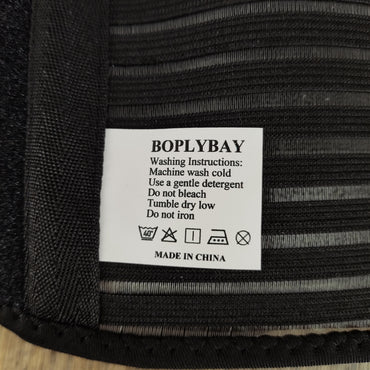 BOPLYBAY
Washing Instructions:
Machine wash cold
Use a gentle detergent
Do not bleach
Tumble dry low
Do not iron
40°
MADE IN CHINA